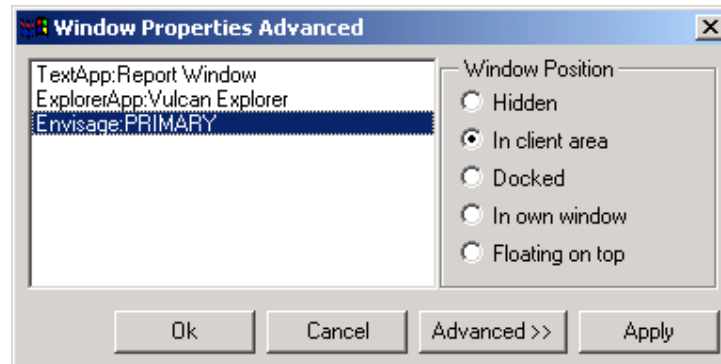 Window Properties Advanced
TextApp:Report Window
ExplorerApp:Vulcan Explorer
Envisage:PRIMARY
Window Position
Hidden
In client area
Docked
In own window
Floating on top
Ok Cancel Advanced >> Apply